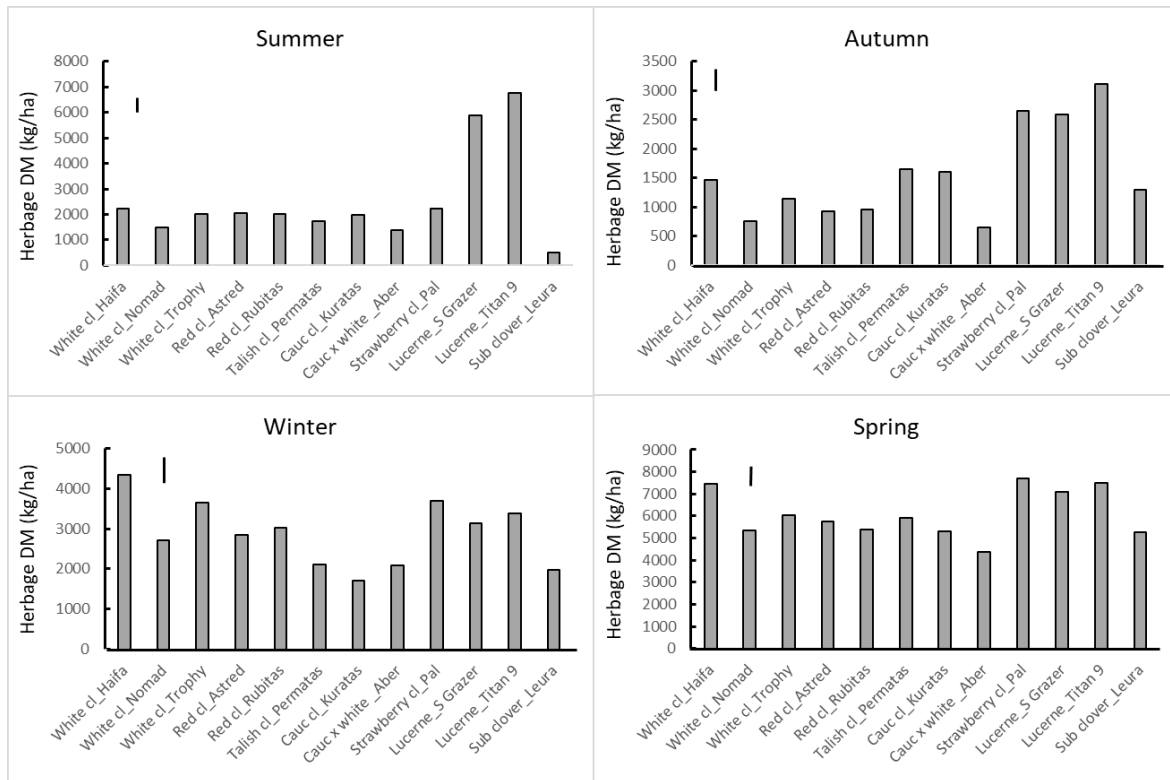 Summer
Herbage DM (kg/ha)
8000
7000
6000
5000
4000
3000
2000
1000
0
White cl_Haifa
White cl_Nomad
White cl_Trophy
Red cl_Astred
Red cl_Rubitas
Talish cl_Permatas
Cauc cl_Kuratas
Cauc x white _Aber
Strawberry cl_Pal
Lucerne_S Grazer
Lucerne_Titan 9
Sub clover_Leura
Autumn
Herbage DM (kg/ha)
3500
3000
2500
2000
1500
1000
500
0
White cl_Haifa
White cl_Nomad
White cl_Trophy
Red cl_Astred
Red cl_Rubitas
Talish cl_Permatas
Cauc cl_Kuratas
Cauc x white _Aber
Strawberry cl_Pal
Lucerne_S Grazer
Lucerne_Titan 9
Sub clover_Leura
Winter
Herbage DM (kg/ha)
5000
4000
3000
2000
1000
0
White cl_Haifa
White cl_Nomad
White cl_Trophy
Red cl_Astred
Red cl_Rubitas
Talish cl_Permatas
Cauc cl_Kuratas
Cauc x white _Aber
Strawberry cl_Pal
Lucerne_S Grazer
Lucerne_Titan 9
Sub clover_Leura
Spring
Herbage DM (kg/ha)
9000
8000
7000
6000
5000
4000
3000
2000
1000
0
White cl_Haifa
White cl_Nomad
White cl_Trophy
Red cl_Astred
Red cl_Rubitas
Talish cl_Permatas
Cauc cl_Kuratas
Cauc x white _Aber
Strawberry cl_Pal
Lucerne_S Grazer
Lucerne_Titan 9
Sub clover_Leura